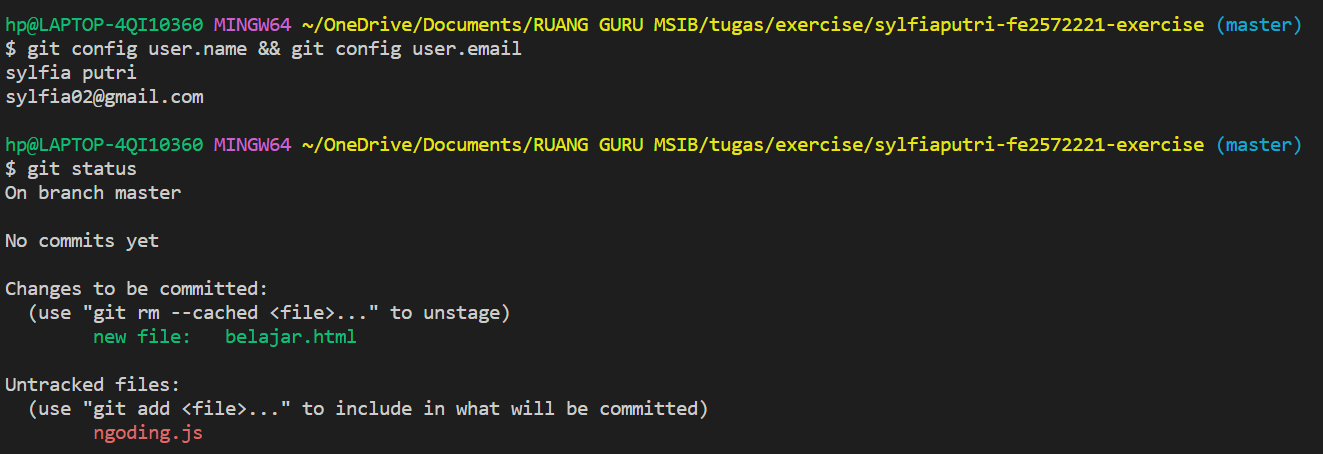 hp@LAPTOP-4QI10360 MINGW64 ~/OneDrive/Documents/RUANG GURU MSIB/tugas/exercise/sylfiaputri-fe2572221-exercise (master)
$ git config user.name && git config user.email
sylfia putri
sylfia02@gmail.com
hp@LAPTOP-4QI10360 MINGW64 ~/OneDrive/Documents/RUANG GURU MSIB/tugas/exercise/sylfiaputri-fe2572221-exercise (master)
$ git status
On branch master
No commits yet
Changes to be committed:
(use "git rm --cached <file>..." to unstage)
new file: belajar.html
Untracked files:
(use "git add <file>..." to include in what will be committed)
ngoding.js